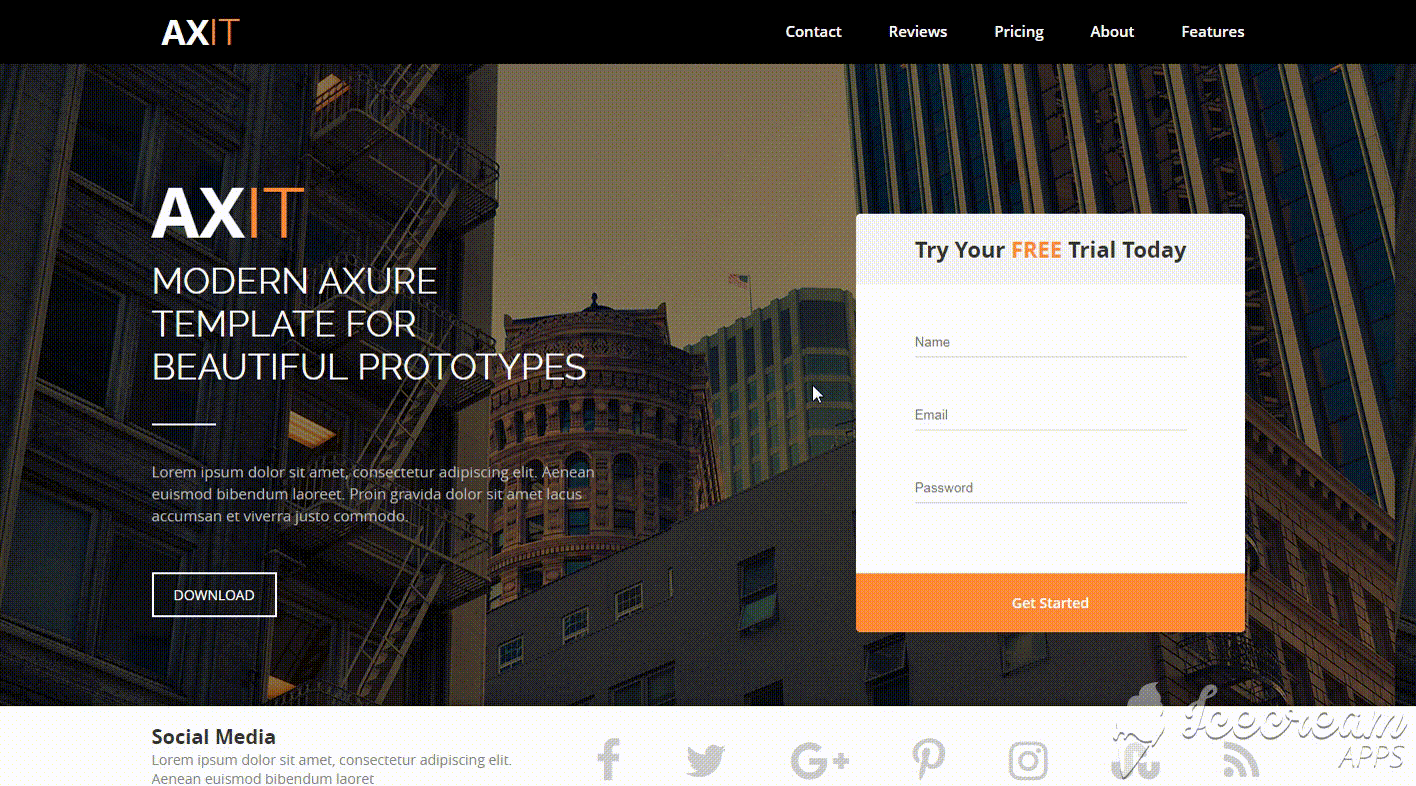 AXIT
Contact
Reviews
Pricing
About
Features
AXIT
MODERN AXURE
TEMPLATE FOR
BEAUTIFUL PROTOTYPES
Lorem ipsum dolor sit amet, consectetur adipiscing elit. Aenean
euismod bibendum laoreet. Proin gravida dolor sit amet lacus
accumsan et viverra justo commodo.
DOWNLOAD
Try Your FREE Trial Today
Name
Email
Password
Get Started
Social Media
Lorem ipsum dolor sit amet, consectetur adipiscing elit.
Aenean euismod bibendum laoret
Icecream
APPS